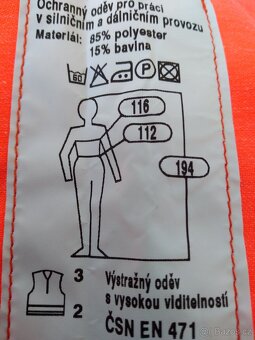 Ochranný oděv pro práci
v silničním a dálničním provozu
Materiál: 85% polyester
15% bavlna
60
P
116
112
194
3
2
Výstražný oděv
s vysokou viditelností
ČSN EN 471